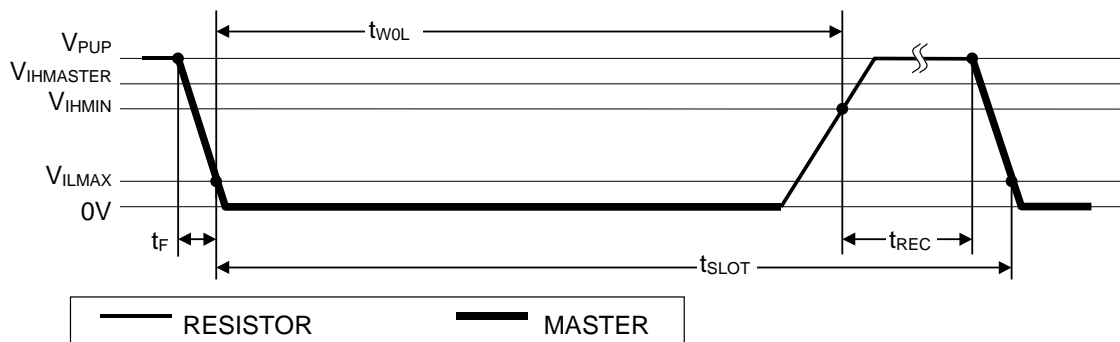 tW0L
VPUP
VIHMASTER
VIHMIN
VILMAX
0V
tF
tREC
tSLOT
RESISTOR MASTER